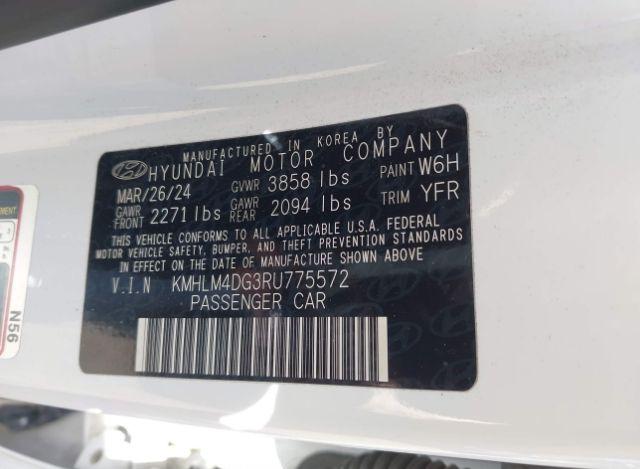 MANUFACTURED IN KOREA BY
HYUNDAI MOTOR COMPANY
MAR/26/24 GVWR 3858 lbs PAINT W6H
GAWR FRONT 2271 lbs GAWR REAR 2094 lbs TRIM YFR
THIS VEHICLE CONFORMS TO ALL APPLICABLE U.S.A. FEDERAL
MOTOR VEHICLE SAFETY, BUMPER, AND THEFT PREVENTION STANDARDS
IN EFFECT ON THE DATE OF MANUFACTURE SHOWN ABOVE
V.I.N KMHLM4DG3RU775572
PASSENGER CAR
N56